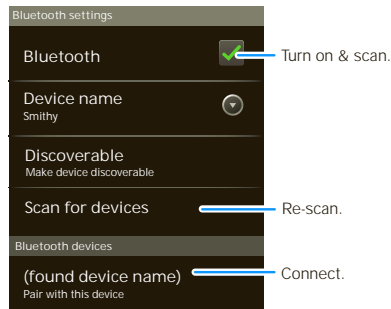 Bluetooth settings
Bluetooth
Turn on & scan.
Device name
Smithy
Discoverable
Make device discoverable
Scan for devices
Re-scan.
Bluetooth devices
(found device name)
Connect.
Pair with this device